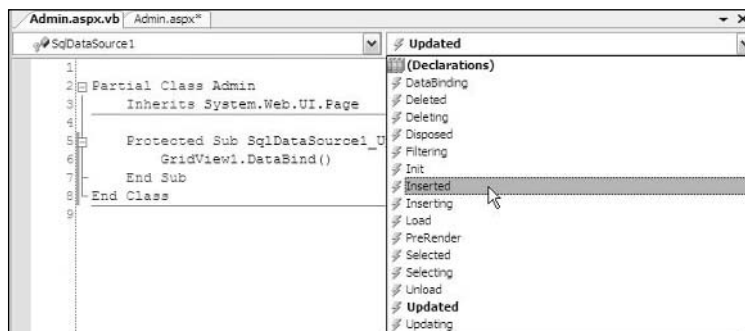 Admin.aspx.vb Admin.aspx*
SqlDataSource1 Updated
(Declarations)
DataBinding
Deleted
Deleting
Disposed
Filtering
Init
Inserted
Inserting
Load
PreRender
Selected
Selecting
Unload
Updated
Updating
1
2 Partial Class Admin
3 Inherits System.Web.UI.Page
4
5 Protected Sub SqlDataSource1_U
6 GridView1.DataBind()
7 End Sub
8 End Class
9